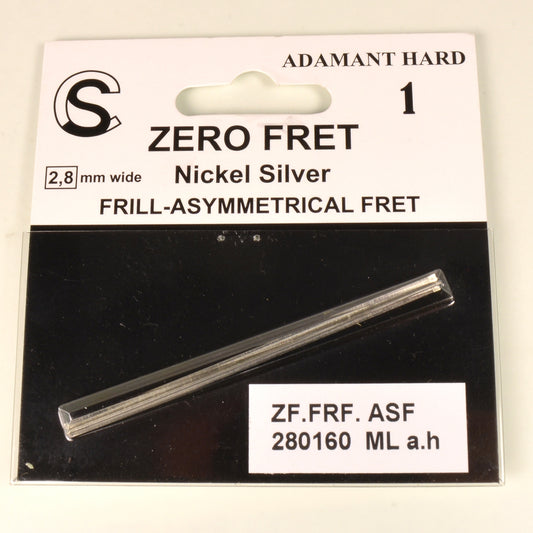 CS
ADAMANT HARD
1
ZERO FRET
2,8 mm wide
Nickel Silver
FRILL-ASYMMETRICAL FRET
ZF.FRF. ASF
280160 ML a.h